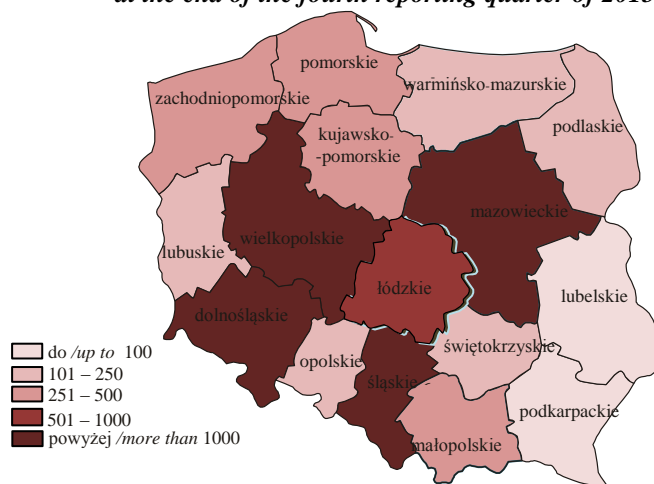 at the end of the fourth reporting quarter of 2013
pomorskie
warmińsko-mazurskie
zachodniopomorskie
podlaskie
kujawsko-
-pomorskie
mazowieckie
wielkopolskie
lubuskie
łódzkie
lubelskie
dolnośląskie
świętokrzyskie
opolskie
śląskie
podkarpackie
małopolskie
do /up to 100
101 – 250
251 – 500
501 – 1000
powyżej /more than 1000